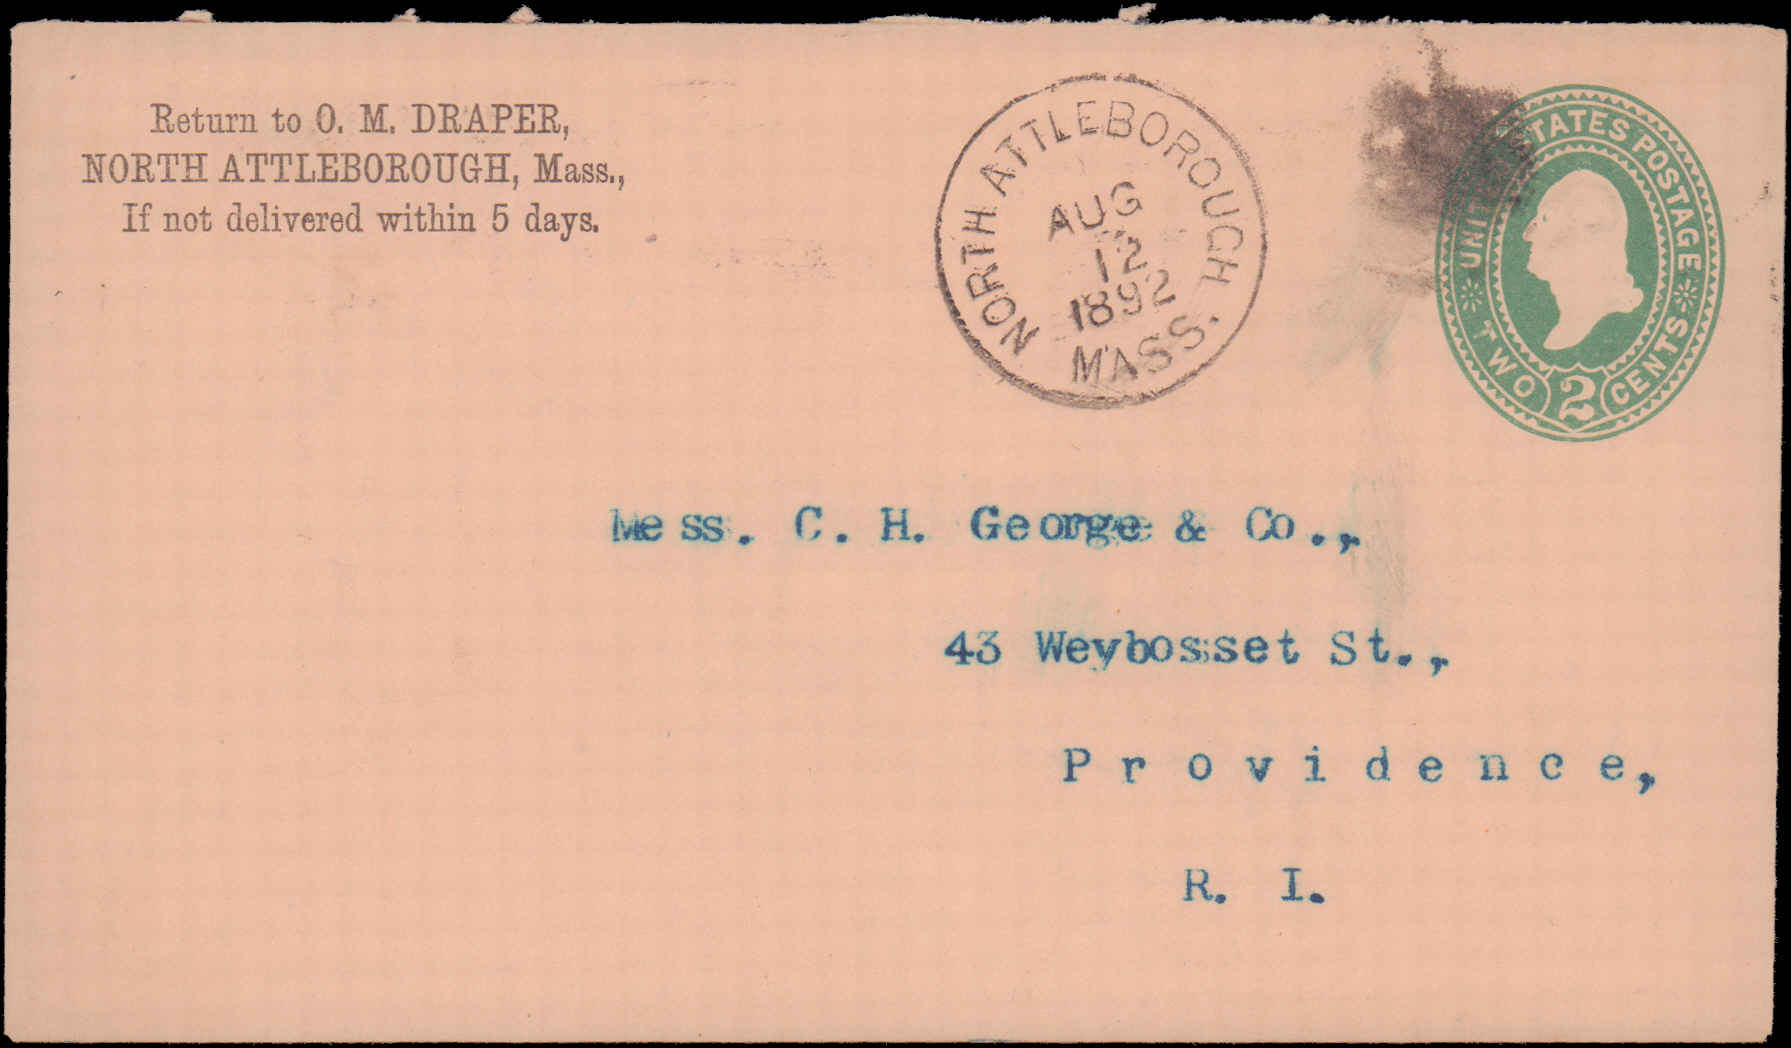 Return to O. M. DRAPER,
NORTH ATTLEBOROUGH, Mass.,
If not delivered within 5 days.
NORTH ATTLEBOROUGH
AUG
12
1892
MASS.
UNITED STATES POSTAGE
TWO 2 CENTS
Mess. C. H. George & Co.,
43 Weybosset St.,
Providence,
R. I.